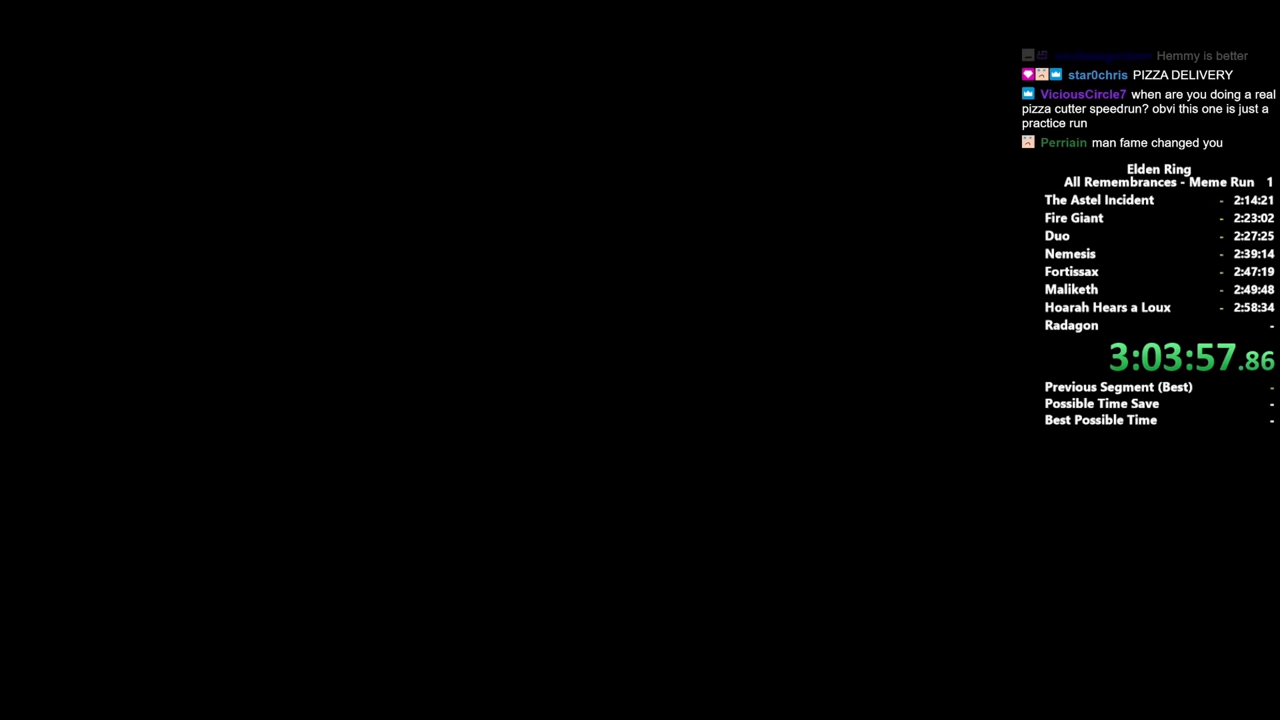 Hemmy is better
star0chris PIZZA DELIVERY
ViciousCircle7 when are you doing a real
pizza cutter speedrun? obvi this one is just a
practice run
Perriain man fame changed you
Elden Ring
All Remembrances - Meme Run 1
The Astel Incident - 2:14:21
Fire Giant - 2:23:02
Duo - 2:27:25
Nemesis - 2:39:14
Fortissax - 2:47:19
Maliketh - 2:49:48
Hoarah Hears a Loux - 2:58:34
Radagon -
3:03:57.86
Previous Segment (Best) -
Possible Time Save -
Best Possible Time -